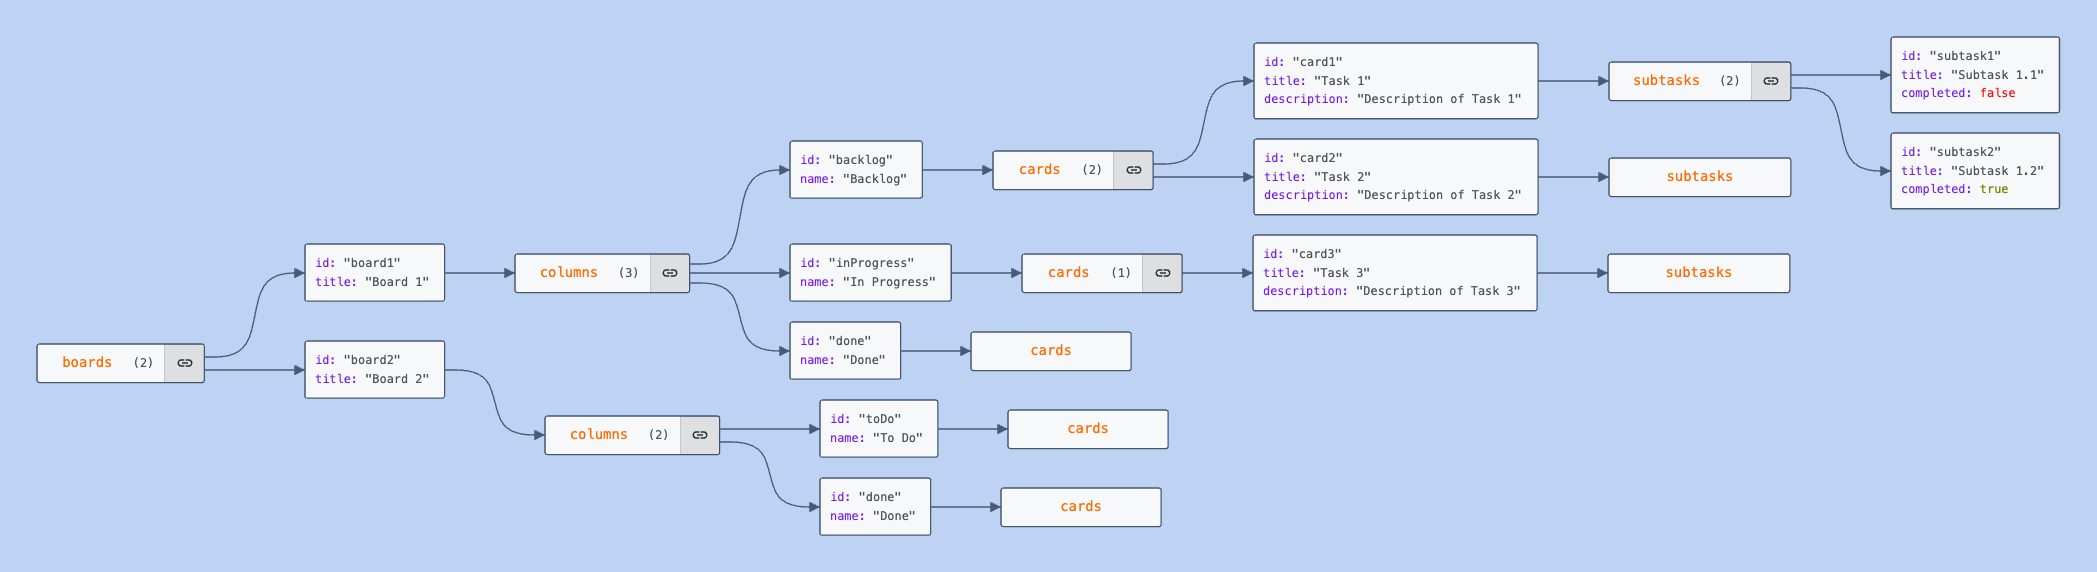 boards (2)
id: "board1"
title: "Board 1"
columns (3)
id: "backlog"
name: "Backlog"
cards (2)
id: "card1"
title: "Task 1"
description: "Description of Task 1"
subtasks (2)
id: "subtask1"
title: "Subtask 1.1"
completed: false
id: "subtask2"
title: "Subtask 1.2"
completed: true
id: "card2"
title: "Task 2"
description: "Description of Task 2"
subtasks
id: "inProgress"
name: "In Progress"
cards (1)
id: "card3"
title: "Task 3"
description: "Description of Task 3"
subtasks
id: "done"
name: "Done"
cards
id: "board2"
title: "Board 2"
columns (2)
id: "toDo"
name: "To Do"
cards
id: "done"
name: "Done"
cards